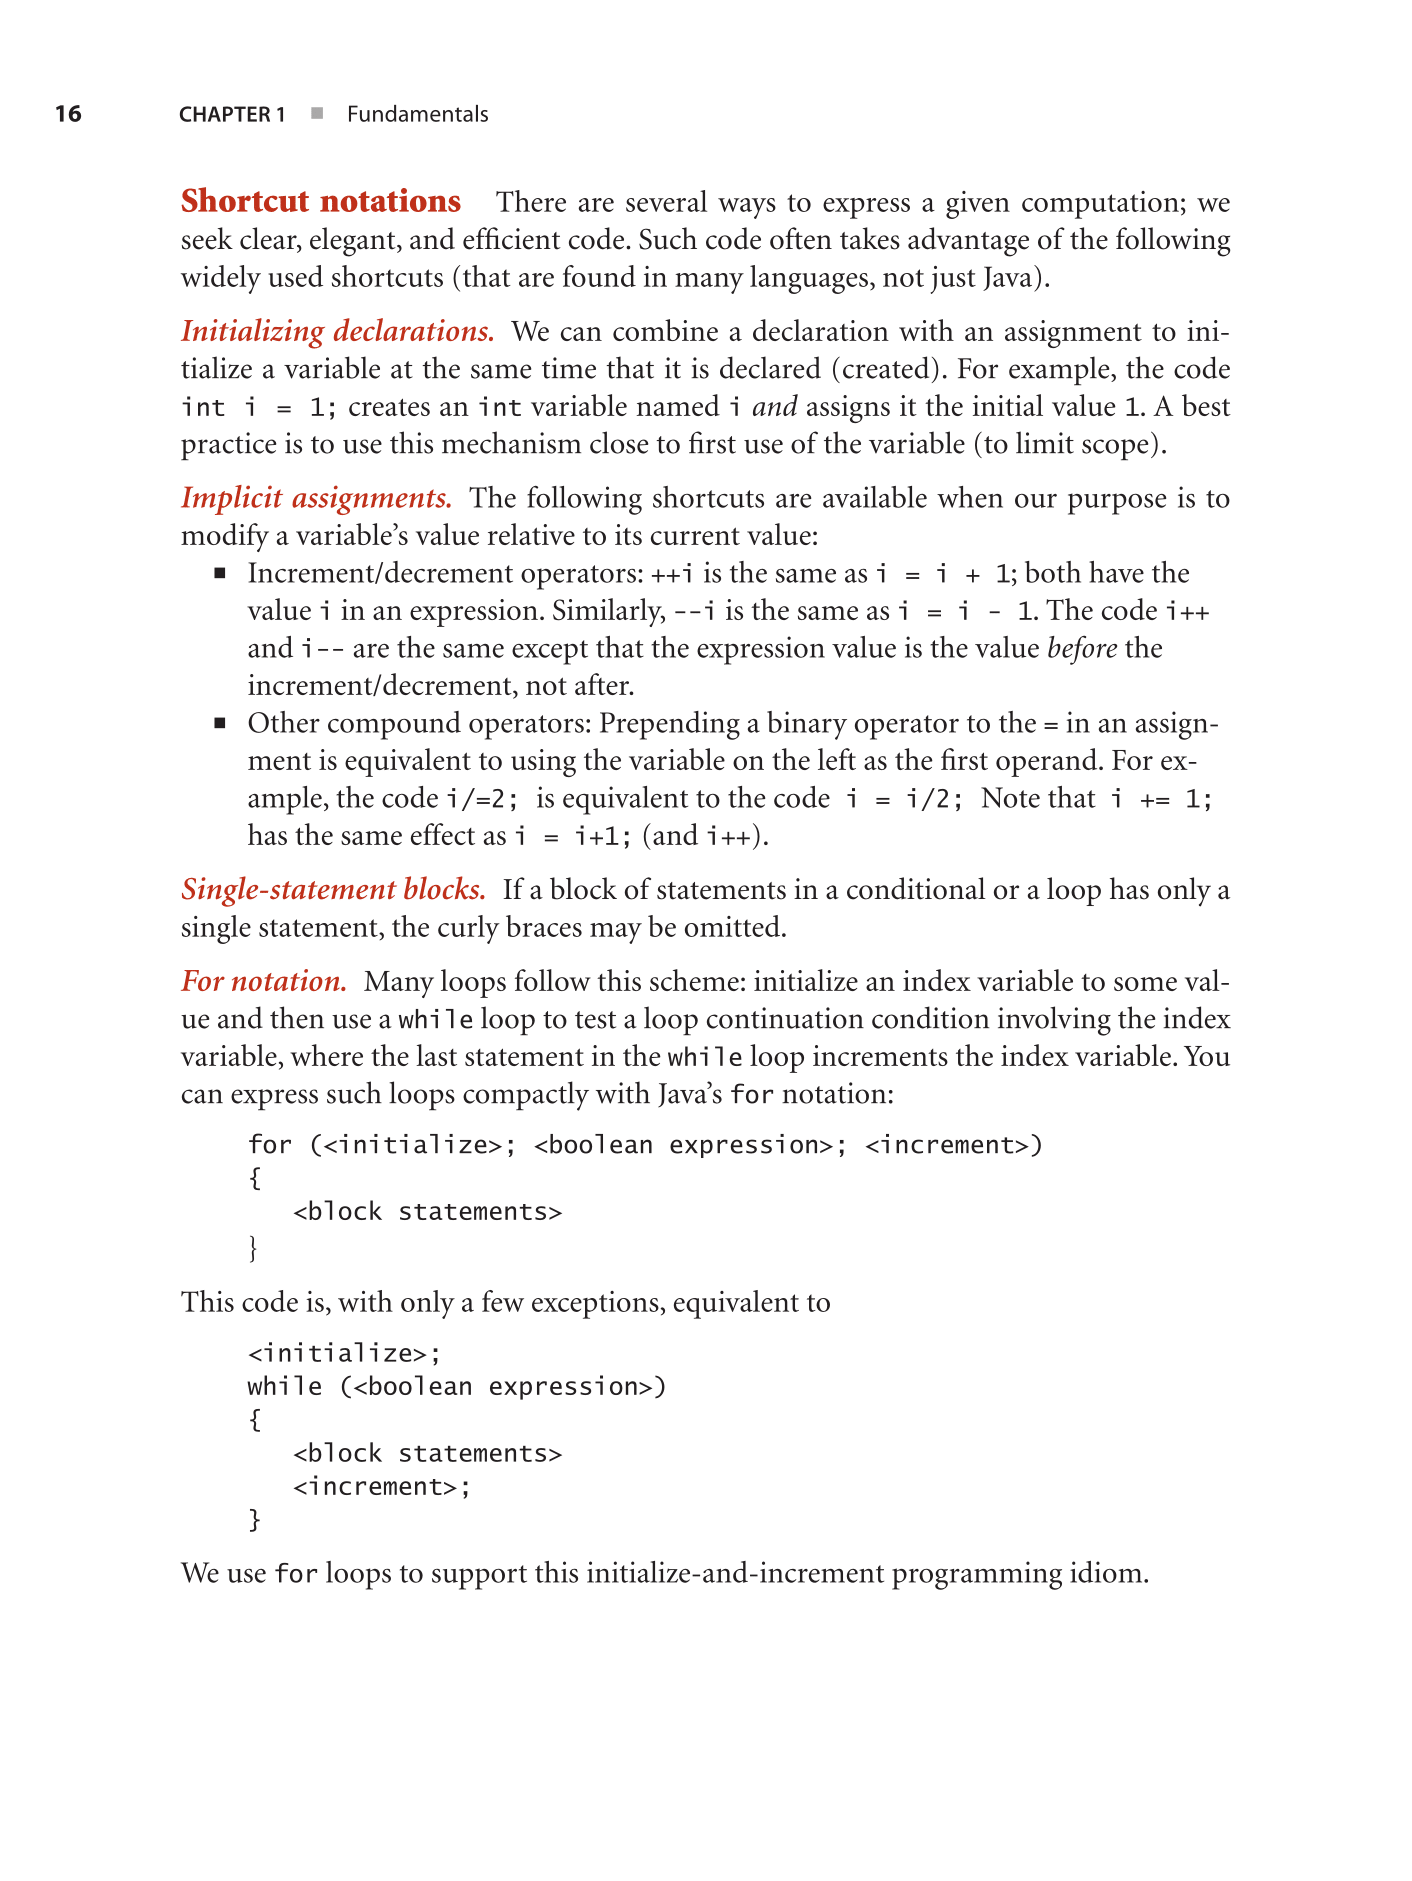 16 CHAPTER 1 ■ Fundamentals
Shortcut notations There are several ways to express a given computation; we
seek clear, elegant, and efficient code. Such code often takes advantage of the following
widely used shortcuts (that are found in many languages, not just Java).
Initializing declarations. We can combine a declaration with an assignment to ini-
tialize a variable at the same time that it is declared (created). For example, the code
int i = 1; creates an int variable named i and assigns it the initial value 1. A best
practice is to use this mechanism close to first use of the variable (to limit scope).
Implicit assignments. The following shortcuts are available when our purpose is to
modify a variable’s value relative to its current value:
■ Increment/decrement operators: ++i is the same as i = i + 1; both have the
value i in an expression. Similarly, --i is the same as i = i - 1. The code i++
and i-- are the same except that the expression value is the value before the
increment/decrement, not after.
■ Other compound operators: Prepending a binary operator to the = in an assign-
ment is equivalent to using the variable on the left as the first operand. For ex-
ample, the code i/=2; is equivalent to the code i = i/2; Note that i += 1;
has the same effect as i = i+1; (and i++).
Single-statement blocks. If a block of statements in a conditional or a loop has only a
single statement, the curly braces may be omitted.
For notation. Many loops follow this scheme: initialize an index variable to some val-
ue and then use a while loop to test a loop continuation condition involving the index
variable, where the last statement in the while loop increments the index variable. You
can express such loops compactly with Java’s for notation:
for (<initialize>; <boolean expression>; <increment>)
{
   <block statements>
}
This code is, with only a few exceptions, equivalent to
<initialize>;
while (<boolean expression>)
{
   <block statements>
   <increment>;
}
We use for loops to support this initialize-and-increment programming idiom.